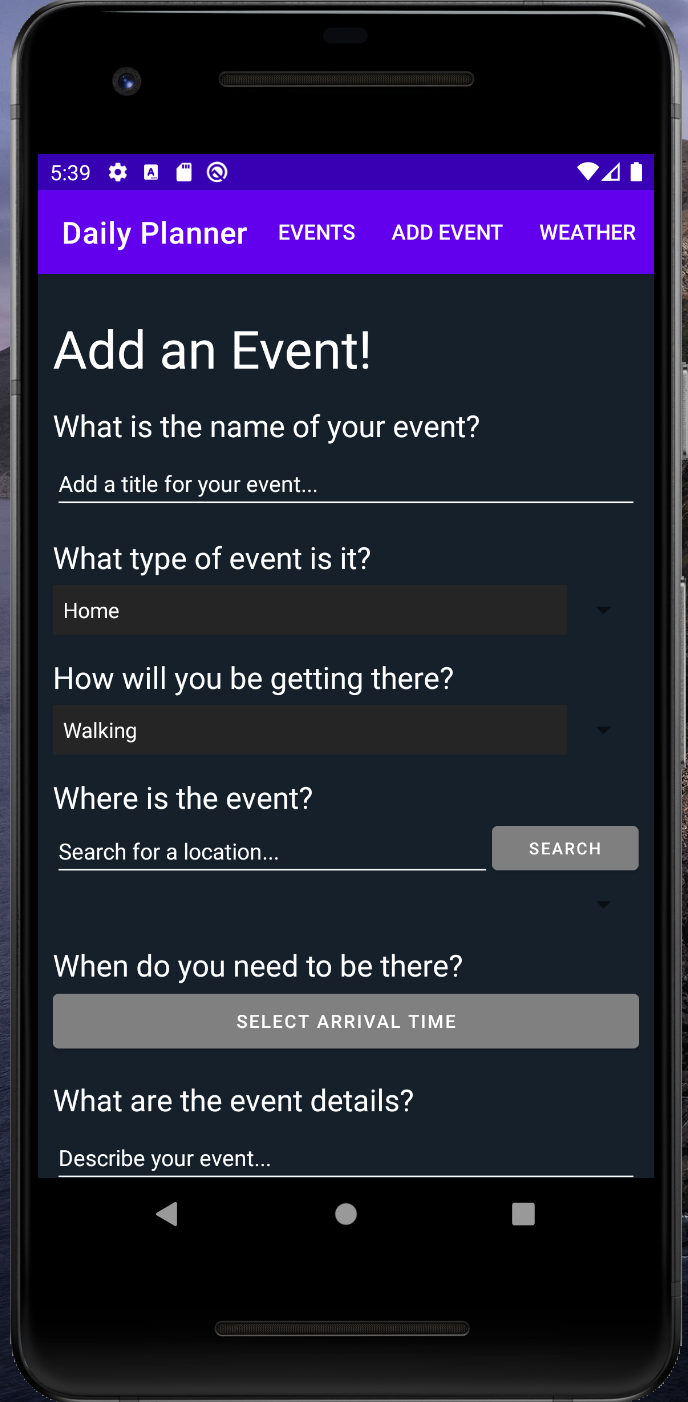 5:39
Daily Planner EVENTS ADD EVENT WEATHER
Add an Event!
What is the name of your event?
Add a title for your event...
What type of event is it?
Home
How will you be getting there?
Walking
Where is the event?
Search for a location... SEARCH
When do you need to be there?
SELECT ARRIVAL TIME
What are the event details?
Describe your event...